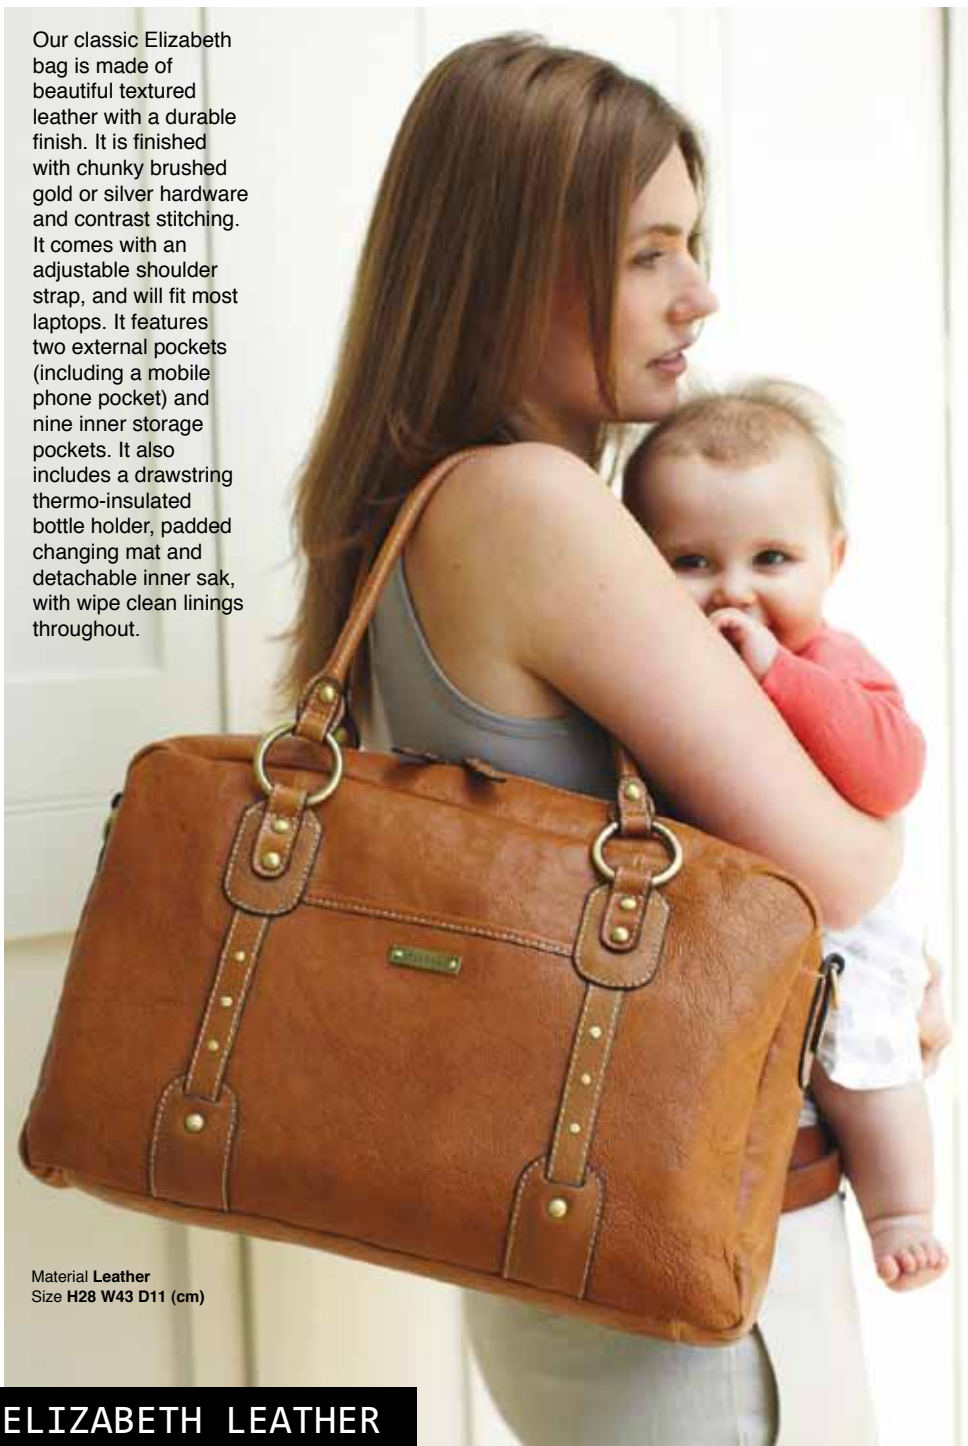 Our classic Elizabeth
bag is made of
beautiful textured
leather with a durable
finish. It is finished
with chunky brushed
gold or silver hardware
and contrast stitching.
It comes with an
adjustable shoulder
strap, and will fit most
laptops. It features
two external pockets
(including a mobile
phone pocket) and
nine inner storage
pockets. It also
includes a drawstring
thermo-insulated
bottle holder, padded
changing mat and
detachable inner sak,
with wipe clean linings
throughout.
Material Leather
Size H28 W43 D11 (cm)
ELIZABETH LEATHER